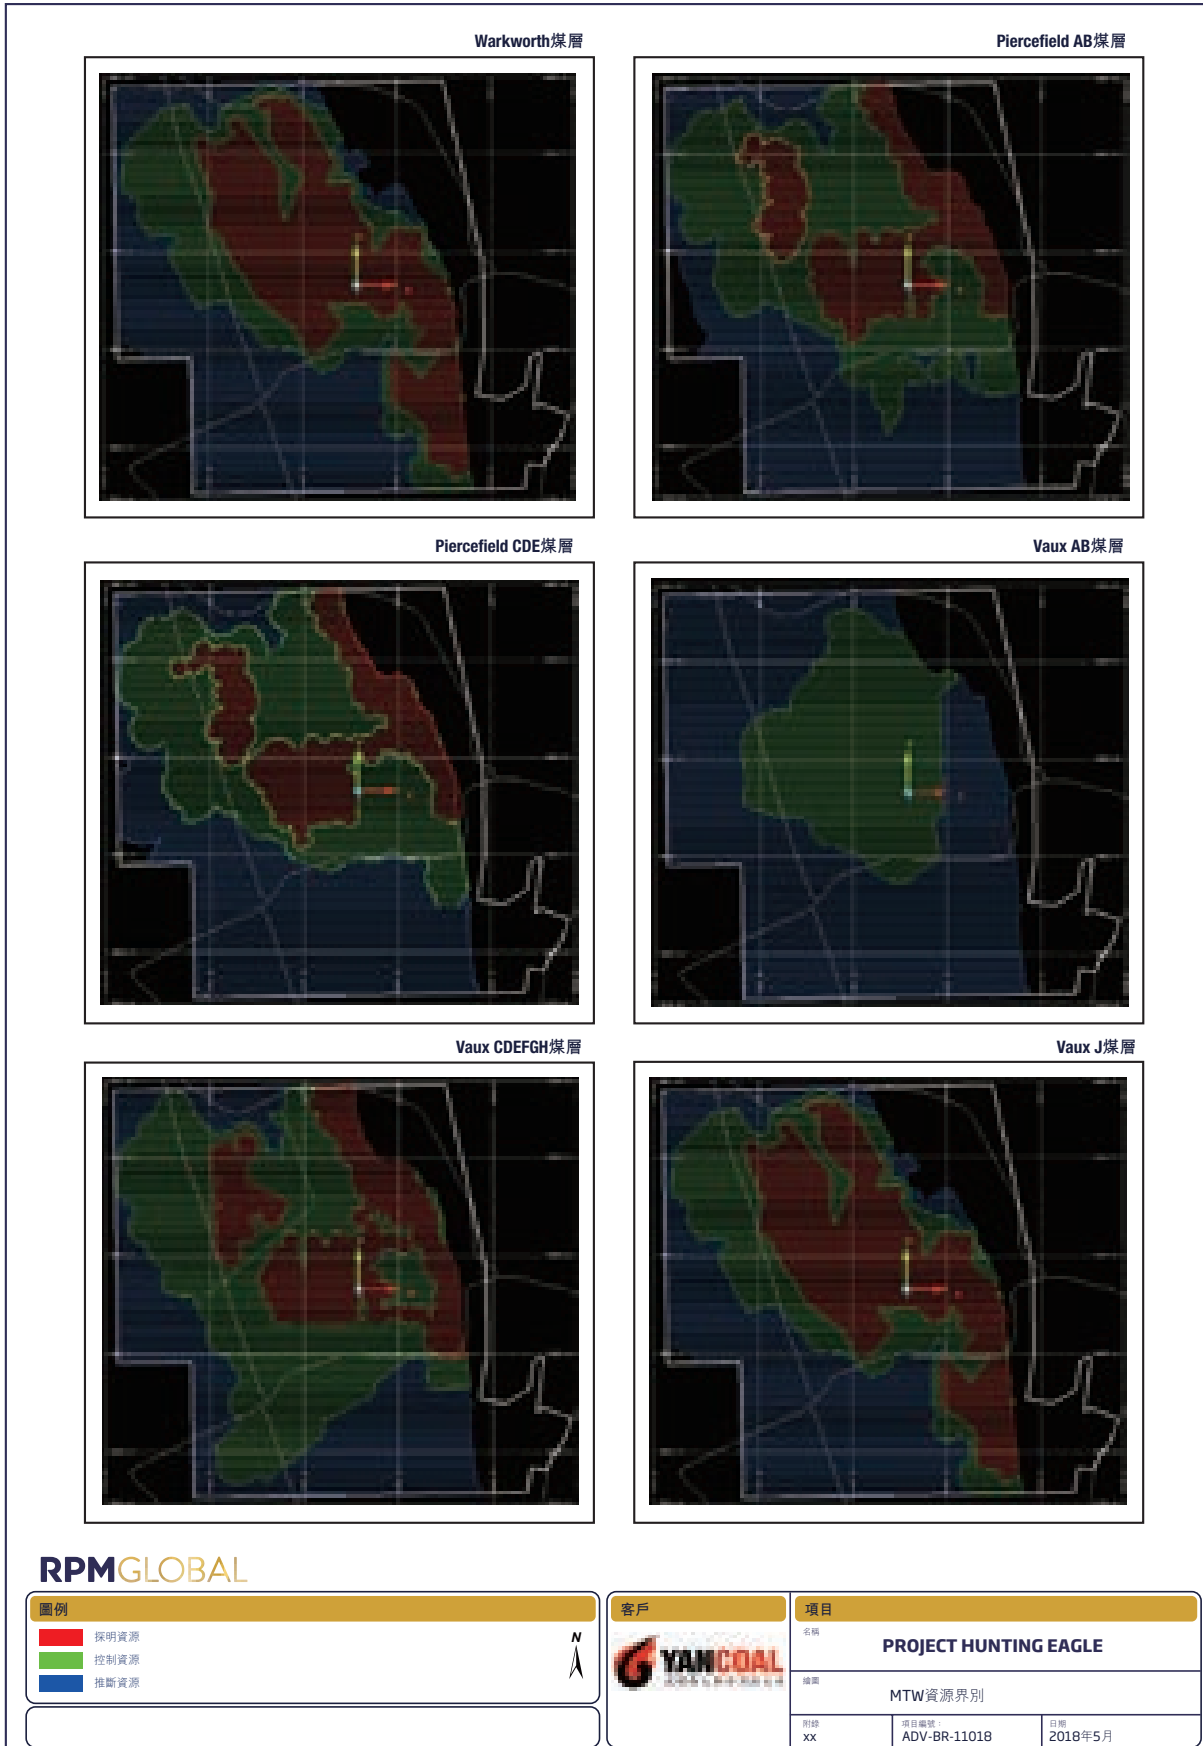 Warkworth煤層
Piercefield AB煤層
Piercefield CDE煤層
Vaux AB煤層
Vaux CDEFGH煤層
Vaux J煤層
RPMGLOBAL
圖例
探明資源
控制資源
推斷資源
N
客戶
YANCOAL
項目
名稱
PROJECT HUNTING EAGLE
繪圖
MTW資源界別
附錄
xx
項目編號：
ADV-BR-11018
日期
2018年5月